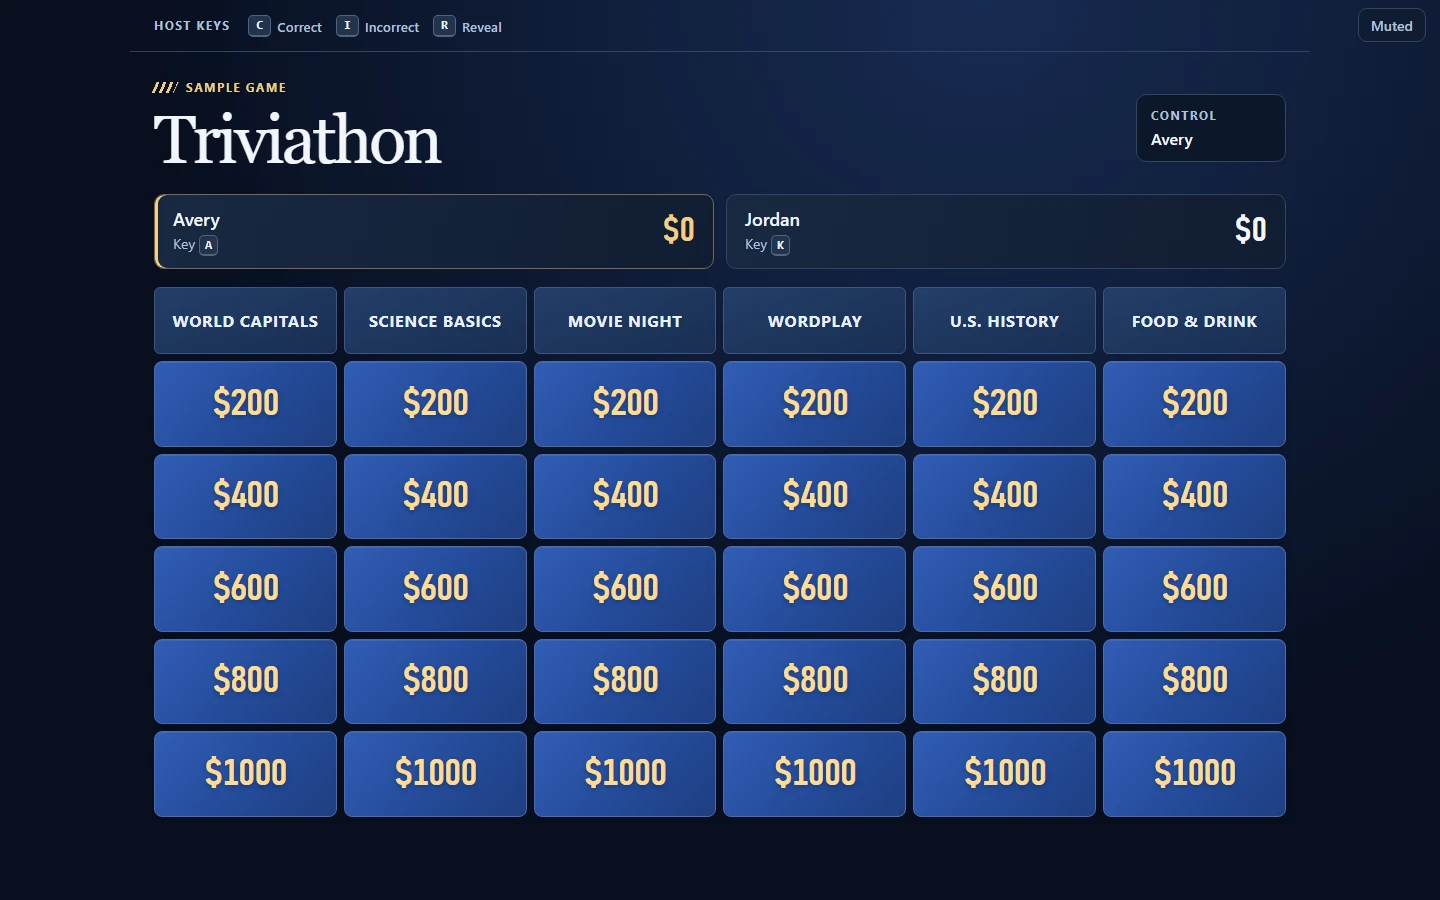 HOST KEYS C Correct I Incorrect R Reveal Muted
SAMPLE GAME
Triviathon
CONTROL
Avery
Avery
Key A
$0
Jordan
Key K
$0
WORLD CAPITALS SCIENCE BASICS MOVIE NIGHT WORDPLAY U.S. HISTORY FOOD & DRINK
$200 $200 $200 $200 $200 $200
$400 $400 $400 $400 $400 $400
$600 $600 $600 $600 $600 $600
$800 $800 $800 $800 $800 $800
$1000 $1000 $1000 $1000 $1000 $1000